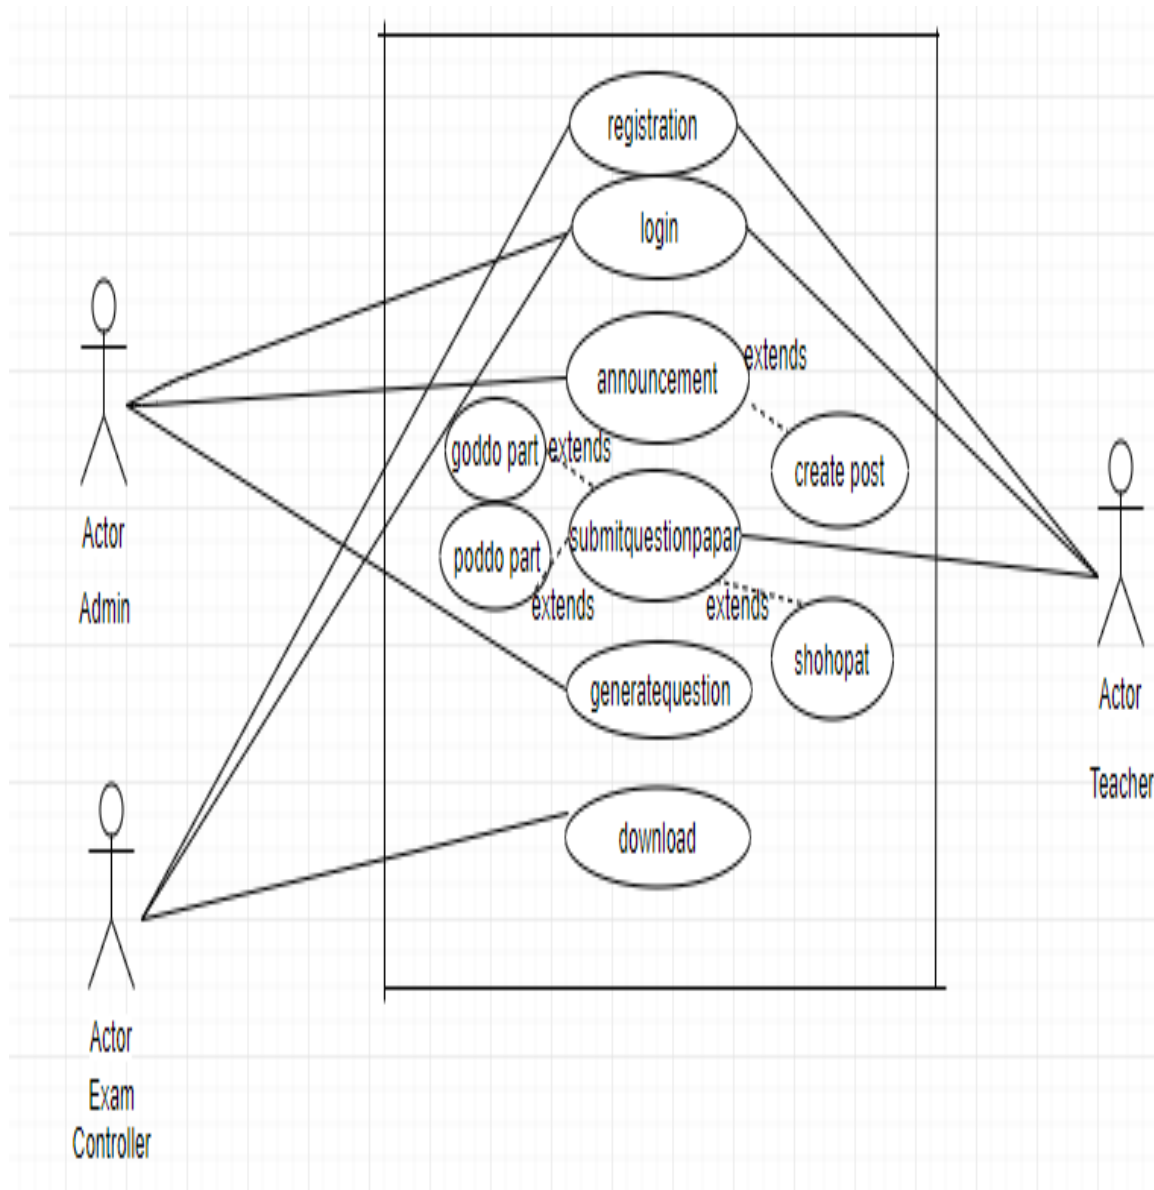 registration
login
announcement
extends
goddo part
extends
create post
submitquestionpapar
poddo part
extends
extends
shohopat
generatequestion
download
Actor
Admin
Actor
Teacher
Actor
Exam
Controller